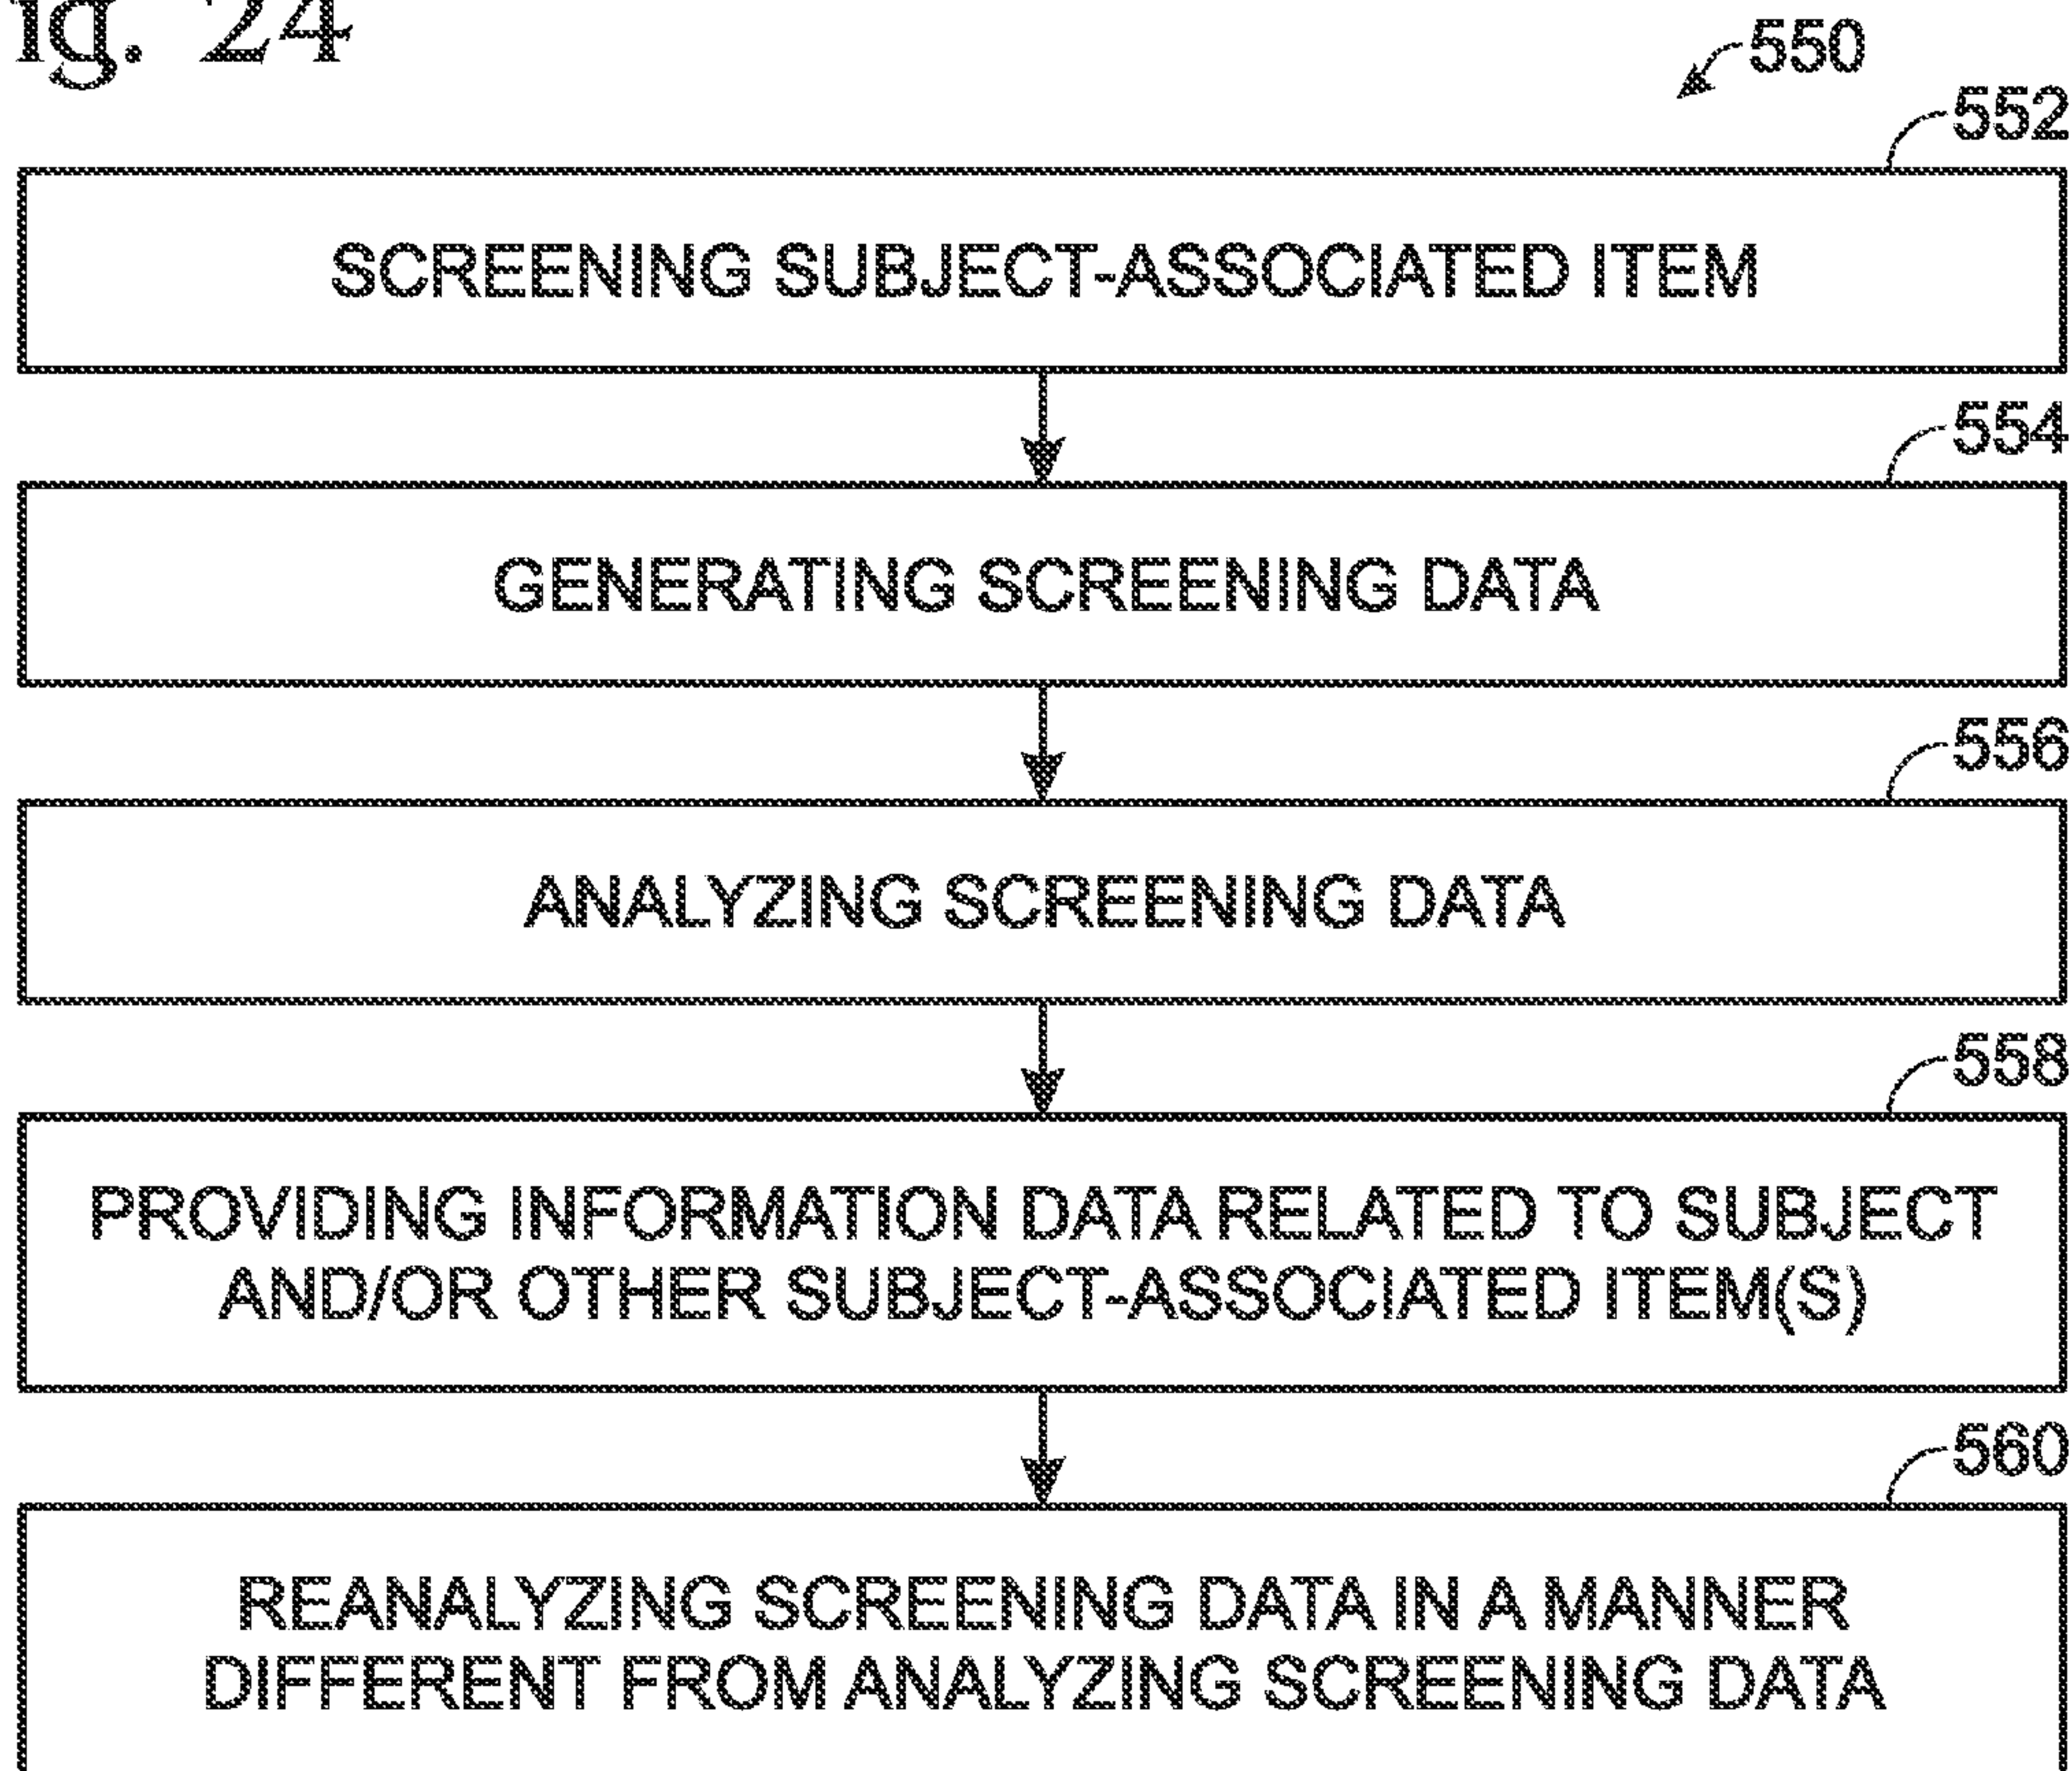 ig. 24
550
552
SCREENING SUBJECT-ASSOCIATED ITEM
554
GENERATING SCREENING DATA
556
ANALYZING SCREENING DATA
558
PROVIDING INFORMATION DATA RELATED TO SUBJECT
AND/OR OTHER SUBJECT-ASSOCIATED ITEM(S)
560
REANALYZING SCREENING DATA IN A MANNER
DIFFERENT FROM ANALYZING SCREENING DATA